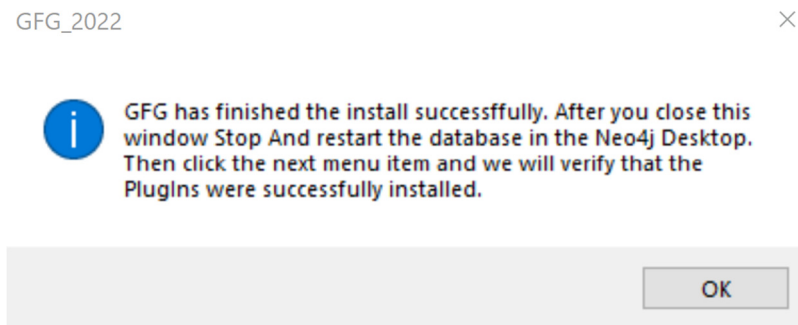 GFG_2022
GFG has finished the install successffully. After you close this
window Stop And restart the database in the Neo4j Desktop.
Then click the next menu item and we will verify that the
PlugIns were successfully installed.
OK